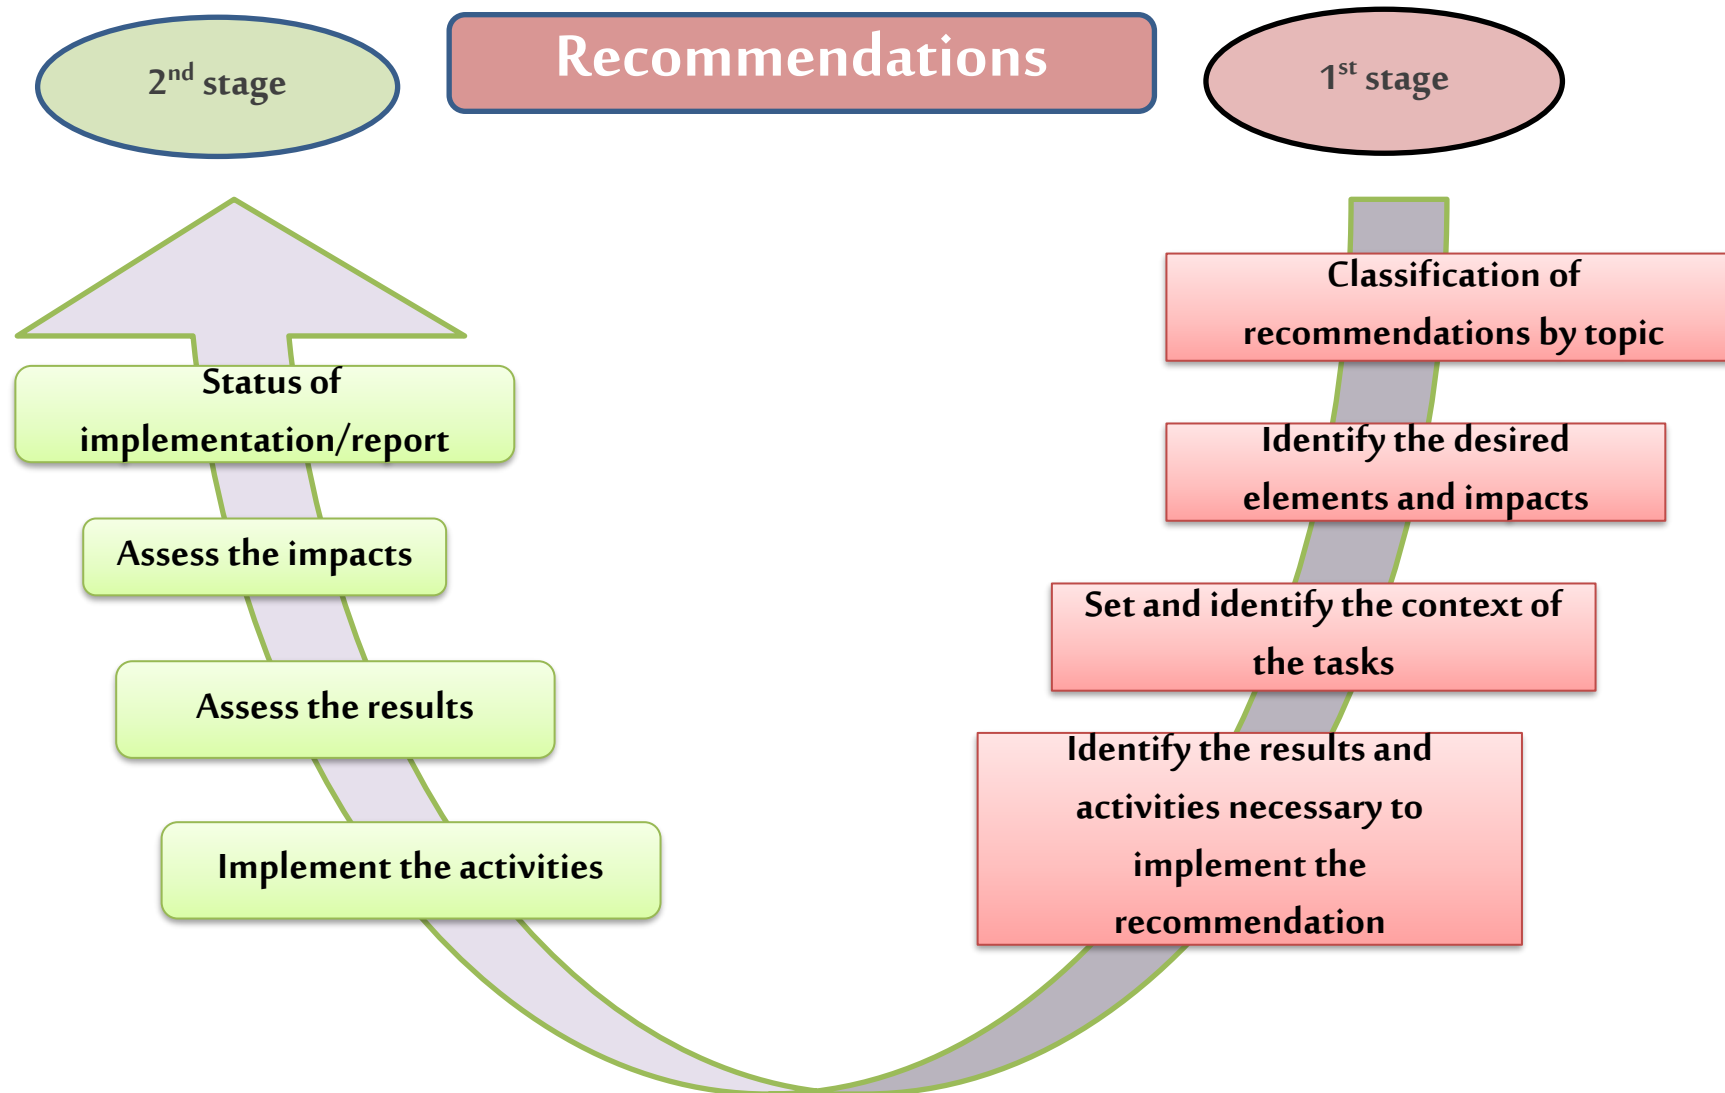 2nd stage
Recommendations
1st stage
Classification of
recommendations by topic
Identify the desired
elements and impacts
Set and identify the context of
the tasks
Identify the results and
activities necessary to
implement the
recommendation
Status of
implementation/report
Assess the impacts
Assess the results
Implement the activities